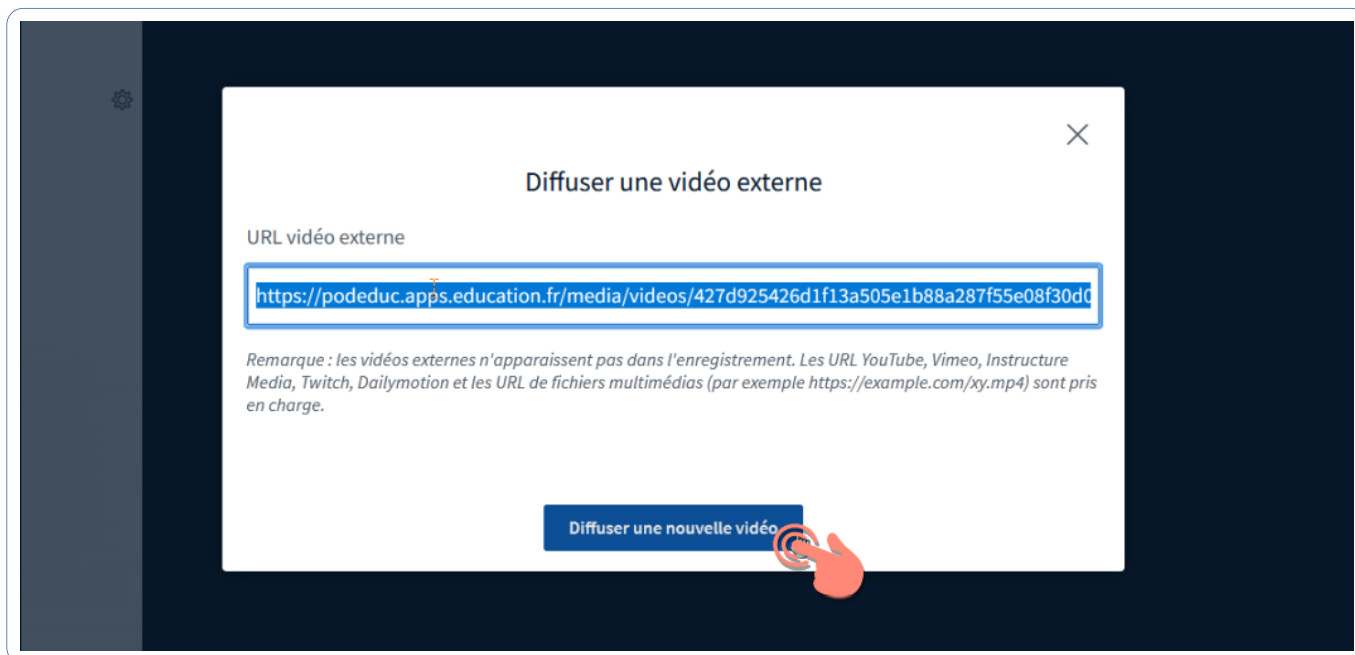 Diffuser une vidéo externe
URL vidéo externe
https://podeduc.apps.education.fr/media/videos/427d925426d1f13a505e1b88a287f55e08f30d0
Remarque : les vidéos externes n'apparaissent pas dans l'enregistrement. Les URL YouTube, Vimeo, Instructure
Media, Twitch, Dailymotion et les URL de fichiers multimédias (par exemple https://example.com/xy.mp4) sont pris
en charge.
Diffuser une nouvelle vidéo